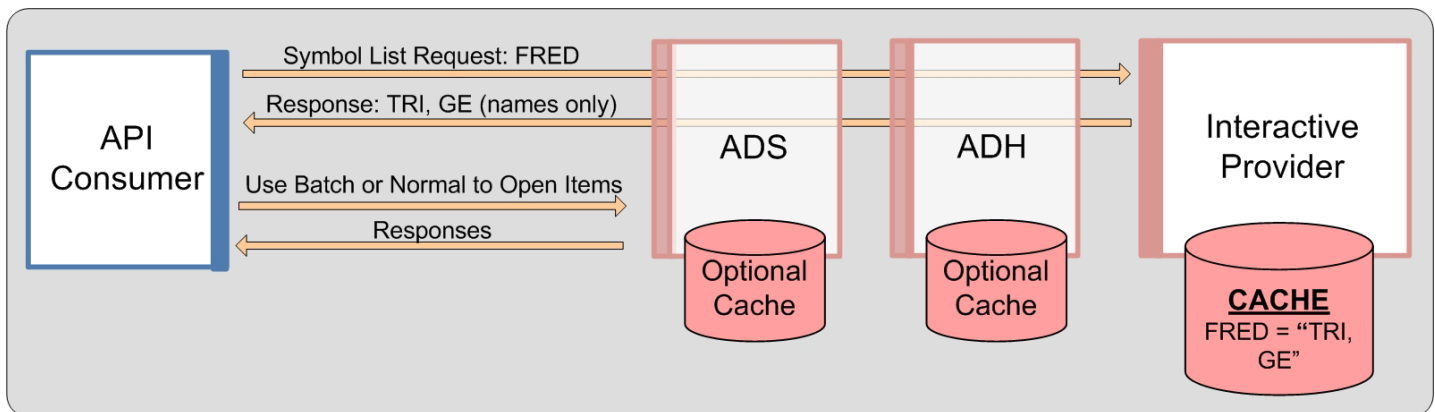 Symbol List Request: FRED
Response: TRI, GE (names only)
API
Consumer
Use Batch or Normal to Open Items
Responses
ADS
Optional
Cache
ADH
Optional
Cache
Interactive
Provider
CACHE
FRED = “TRI,
GE”